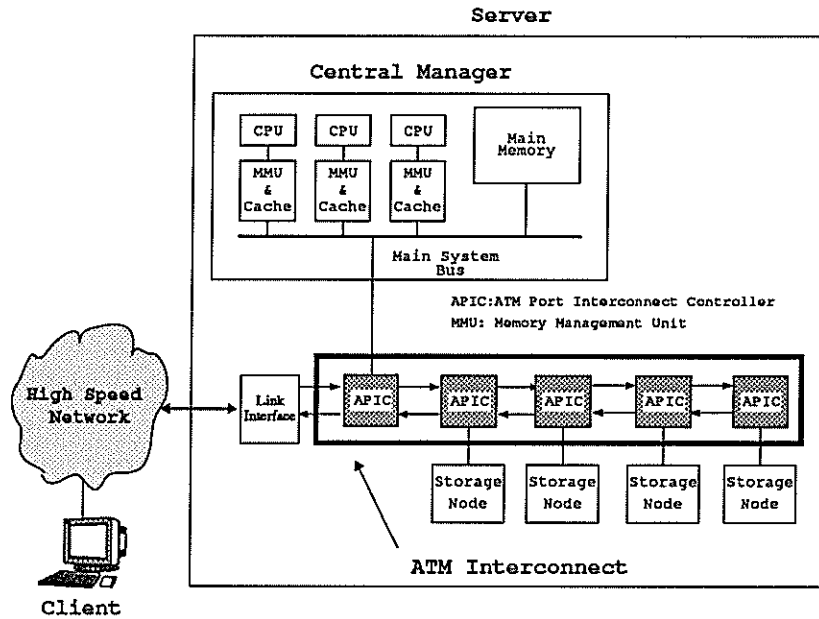 Server
Central Manager
CPU CPU CPU
Main
Memory
MMU MMU MMU
& & &
Cache Cache Cache
Main System
Bus
APIC:ATM Port Interconnect Controller
MMU: Memory Management Unit
High Speed
Network
Link
Interface
APIC APIC APIC APIC APIC
Storage Storage Storage Storage
Node Node Node Node
ATM Interconnect
Client